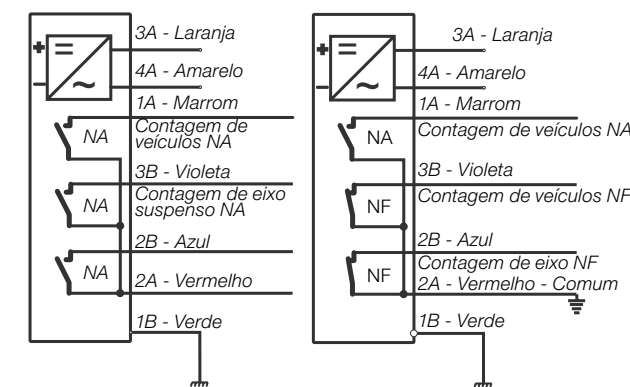 3A - Laranja
4A - Amarelo
1A - Marrom
NA
Contagem de
veículos NA
3B - Violeta
NA
Contagem de eixo
suspenso NA
2B - Azul
NA
2A - Vermelho
1B - Verde
3A - Laranja
4A - Amarelo
1A - Marrom
NA
Contagem de veículos NA
3B - Violeta
NF
Contagem de veículos NF
2B - Azul
NF
Contagem de eixo NF
2A - Vermelho - Comum
1B - Verde